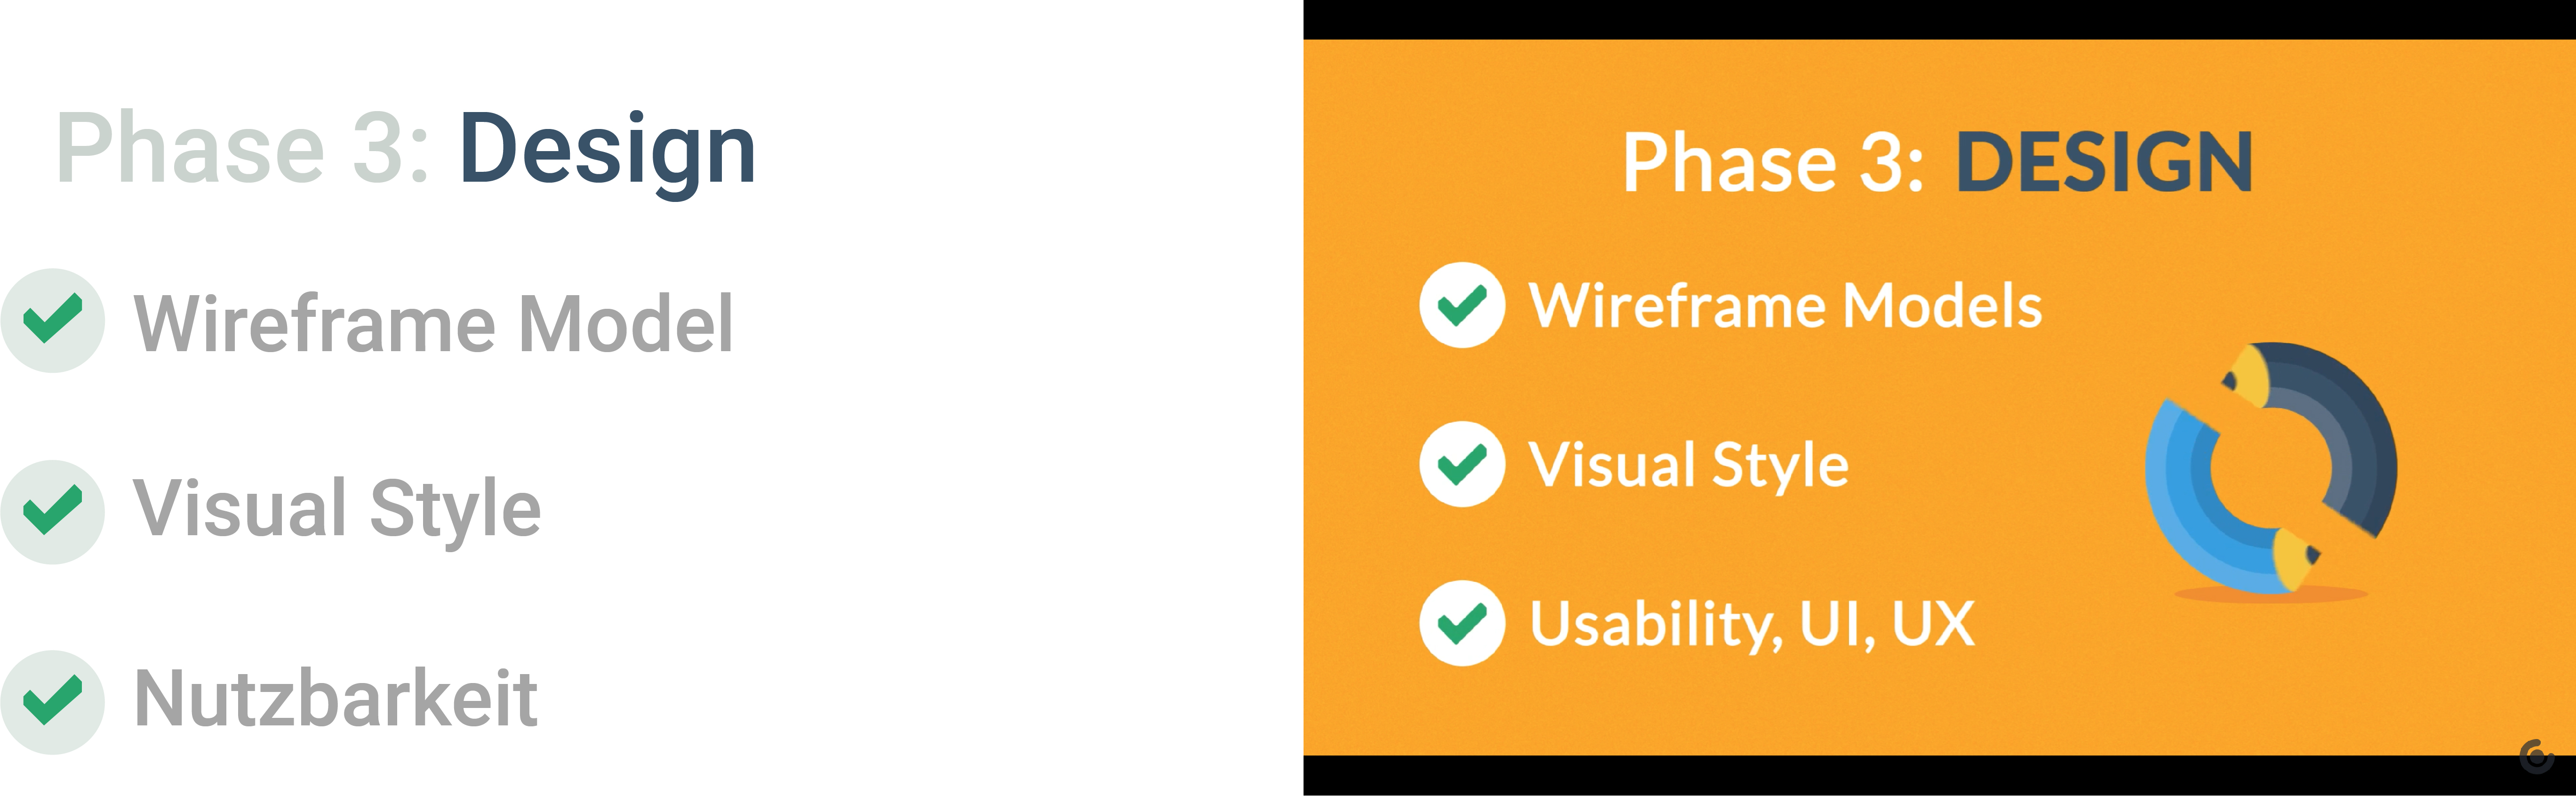 Phase 3: Design
Wireframe Model
Visual Style
Nutzbarkeit
Phase 3: DESIGN
Wireframe Models
Visual Style
Usability, UI, UX